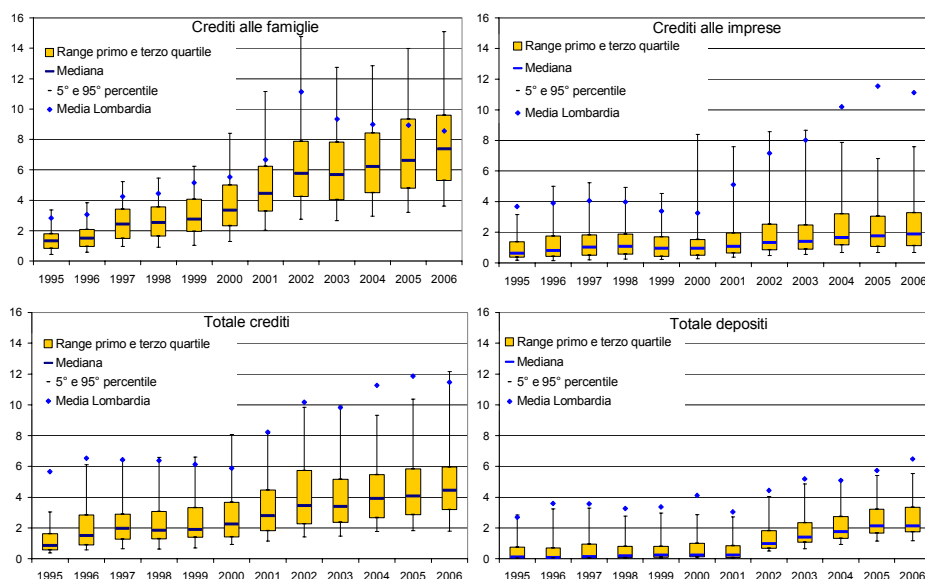 Crediti alle famiglie
16
14
12
10
8
6
4
2
0
Range primo e terzo quartile
Mediana
5° e 95° percentile
Media Lombardia
1995 1996 1997 1998 1999 2000 2001 2002 2003 2004 2005 2006
Crediti alle imprese
16
14
12
10
8
6
4
2
0
Range primo e terzo quartile
Mediana
5° e 95° percentile
Media Lombardia
1995 1996 1997 1998 1999 2000 2001 2002 2003 2004 2005 2006
Totale crediti
16
14
12
10
8
6
4
2
0
Range primo e terzo quartile
Mediana
5° e 95° percentile
Media Lombardia
1995 1996 1997 1998 1999 2000 2001 2002 2003 2004 2005 2006
Totale depositi
16
14
12
10
8
6
4
2
0
Range primo e terzo quartile
Mediana
5° e 95° percentile
Media Lombardia
1995 1996 1997 1998 1999 2000 2001 2002 2003 2004 2005 2006